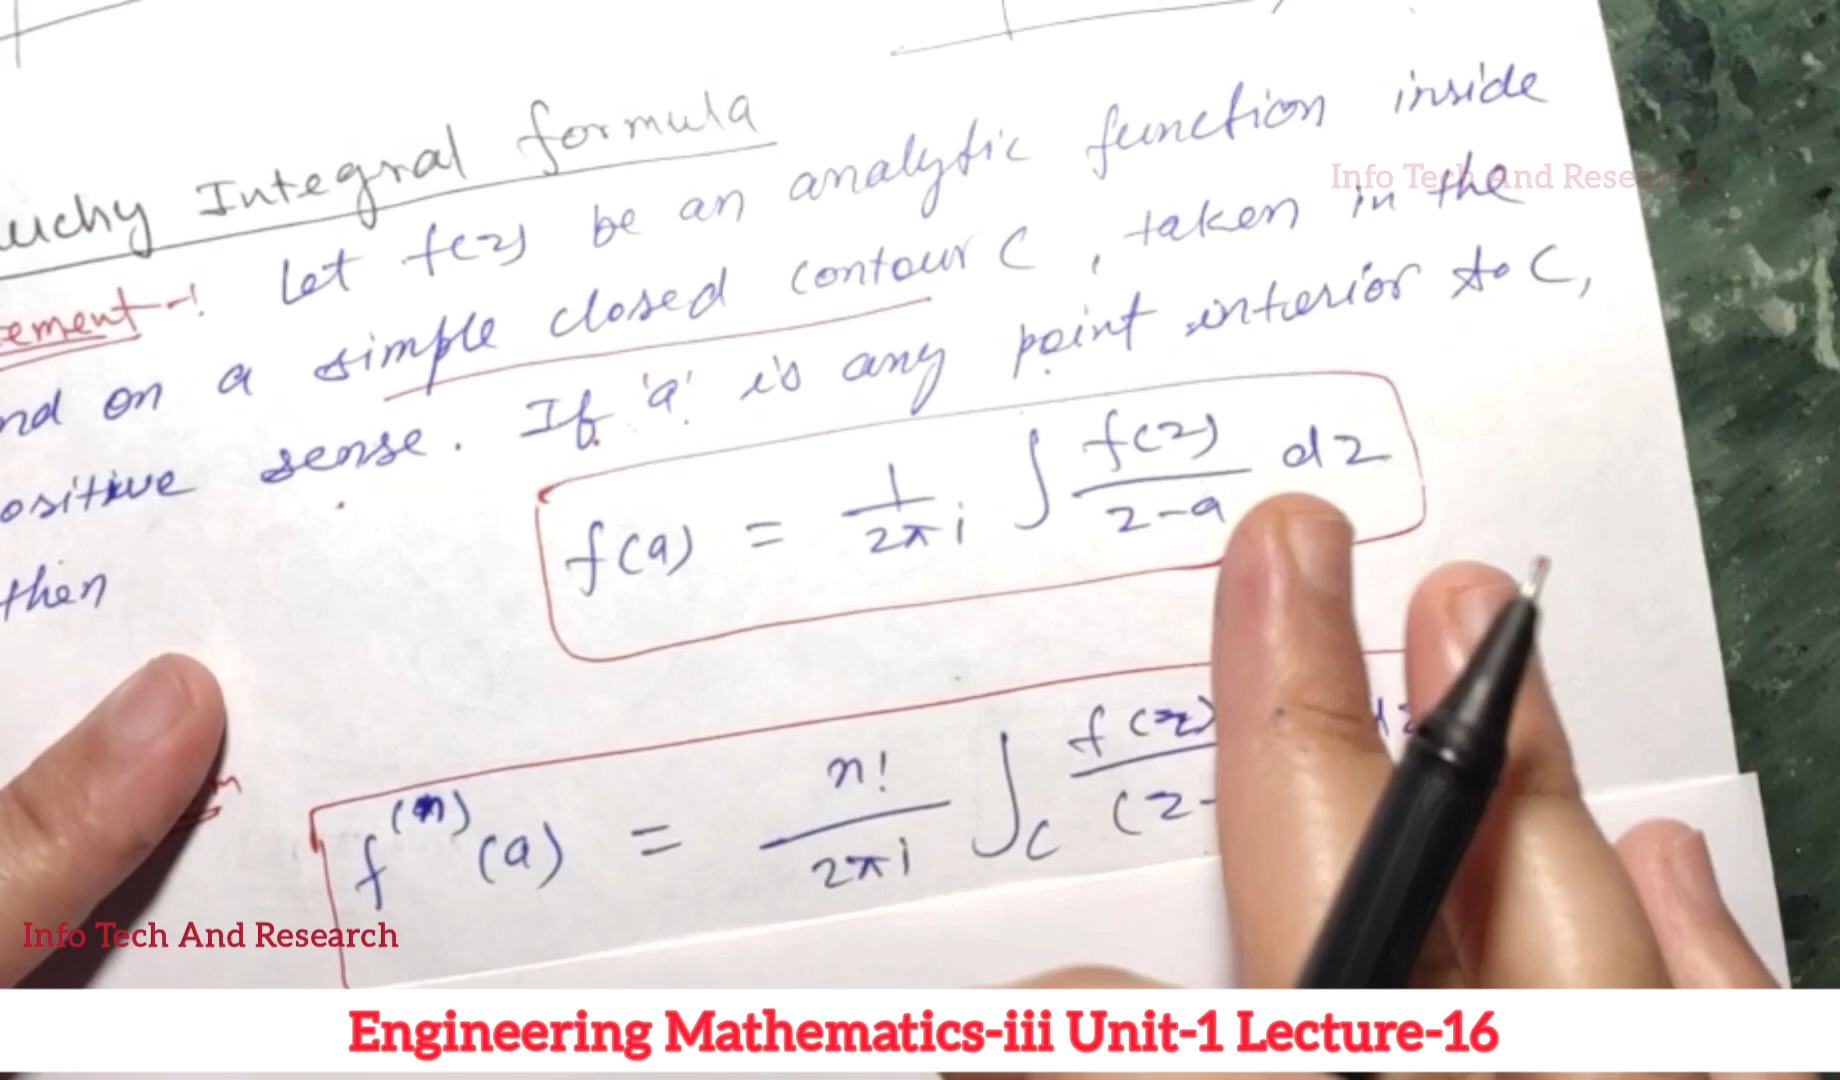 uchy Integral formula
Info Tech And Research
ement-! Let f(z) be an analytic function inside
nd on a simple closed contour C, taken in the
ositive sense. If 'a' is any point interior to C,
then
f(a) = 1/2πi ∫ f(z)/z-a dz
f^(n) (a) = n!/2πi ∫_C f(z)/(z- dz
Info Tech And Research
Engineering Mathematics-iii Unit-1 Lecture-16